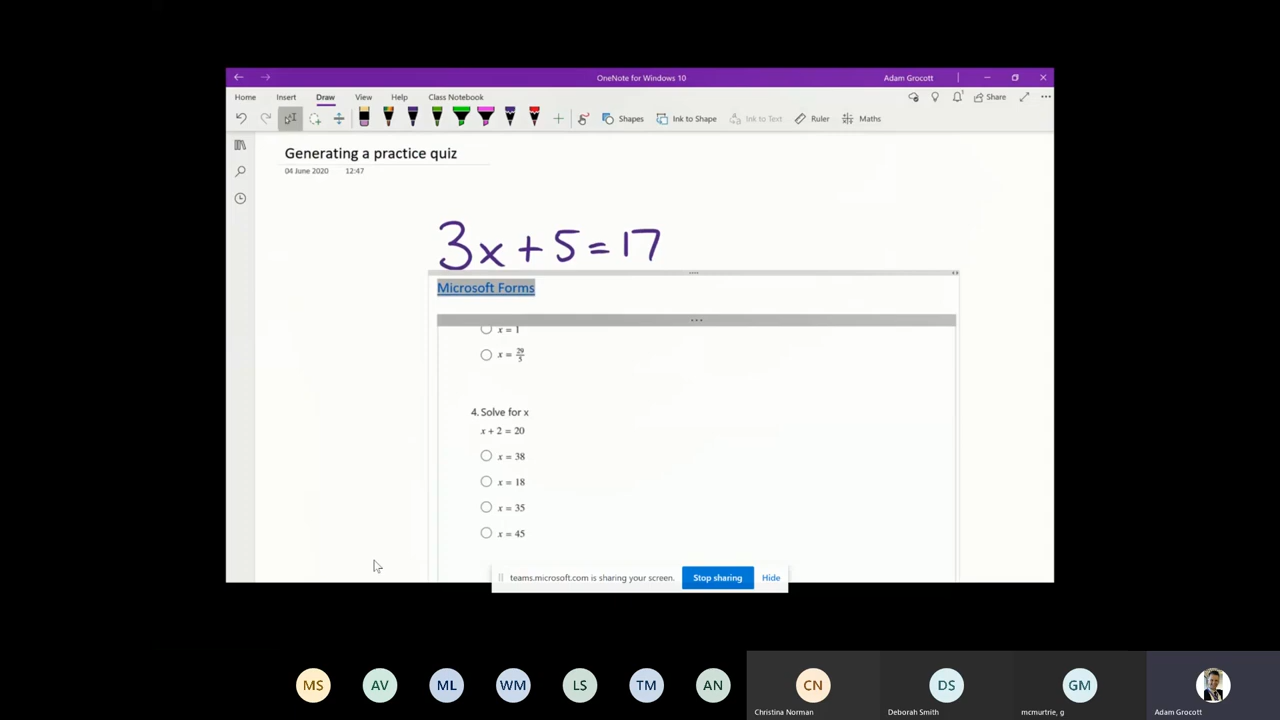 OneNote for Windows 10
Adam Grocott
Home Insert Draw View Help Class Notebook
Share
Shapes Ink to Shape Ink to Text Ruler Maths
Generating a practice quiz
04 June 2020 12:47
3x + 5 = 17
Microsoft Forms
x = 1
x = 29/5
4. Solve for x
x + 2 = 20
x = 38
x = 18
x = 35
x = 45
teams.microsoft.com is sharing your screen. Stop sharing Hide
MS AV ML WM LS TM AN CN DS GM
Christina Norman Deborah Smith mcmurtrie, g Adam Grocott